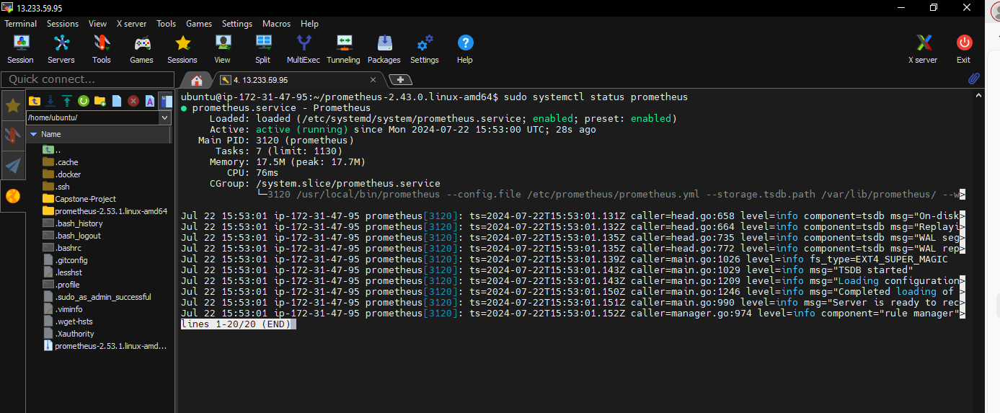 13.233.59.95
Terminal Sessions View X server Tools Games Settings Macros Help
Session Servers Tools Games Sessions View Split MultiExec Tunneling Packages Settings Help X server Exit
Quick connect...
4. 13.233.59.95
/home/ubuntu/
Name
..
.cache
.docker
.ssh
Capstone-Project
prometheus-2.53.1.linux-amd64
.bash_history
.bash_logout
.bashrc
.gitconfig
.lesshst
.profile
.sudo_as_admin_successful
.viminfo
.wget-hsts
.Xauthority
prometheus-2.53.1.linux-amd...
ubuntu@ip-172-31-47-95:~/prometheus-2.43.0.linux-amd64$ sudo systemctl status prometheus
● prometheus.service - Prometheus
Loaded: loaded (/etc/systemd/system/prometheus.service; enabled; preset: enabled)
Active: active (running) since Mon 2024-07-22 15:53:00 UTC; 28s ago
Main PID: 3120 (prometheus)
Tasks: 7 (limit: 1130)
Memory: 17.5M (peak: 17.7M)
CPU: 76ms
CGroup: /system.slice/prometheus.service
└─3120 /usr/local/bin/prometheus --config.file /etc/prometheus/prometheus.yml --storage.tsdb.path /var/lib/prometheus/ --w>
Jul 22 15:53:01 ip-172-31-47-95 prometheus[3120]: ts=2024-07-22T15:53:01.131Z caller=head.go:658 level=info component=tsdb msg="On-disk>
Jul 22 15:53:01 ip-172-31-47-95 prometheus[3120]: ts=2024-07-22T15:53:01.132Z caller=head.go:664 level=info component=tsdb msg="Replayi>
Jul 22 15:53:01 ip-172-31-47-95 prometheus[3120]: ts=2024-07-22T15:53:01.135Z caller=head.go:735 level=info component=tsdb msg="WAL seg>
Jul 22 15:53:01 ip-172-31-47-95 prometheus[3120]: ts=2024-07-22T15:53:01.135Z caller=head.go:772 level=info component=tsdb msg="WAL rep>
Jul 22 15:53:01 ip-172-31-47-95 prometheus[3120]: ts=2024-07-22T15:53:01.139Z caller=main.go:1026 level=info fs_type=EXT4_SUPER_MAGIC
Jul 22 15:53:01 ip-172-31-47-95 prometheus[3120]: ts=2024-07-22T15:53:01.143Z caller=main.go:1029 level=info msg="TSDB started"
Jul 22 15:53:01 ip-172-31-47-95 prometheus[3120]: ts=2024-07-22T15:53:01.143Z caller=main.go:1209 level=info msg="Loading configuration>
Jul 22 15:53:01 ip-172-31-47-95 prometheus[3120]: ts=2024-07-22T15:53:01.150Z caller=main.go:1246 level=info msg="Completed loading of >
Jul 22 15:53:01 ip-172-31-47-95 prometheus[3120]: ts=2024-07-22T15:53:01.151Z caller=main.go:990 level=info msg="Server is ready to rec>
Jul 22 15:53:01 ip-172-31-47-95 prometheus[3120]: ts=2024-07-22T15:53:01.152Z caller=manager.go:974 level=info component="rule manager">
lines 1-20/20 (END)